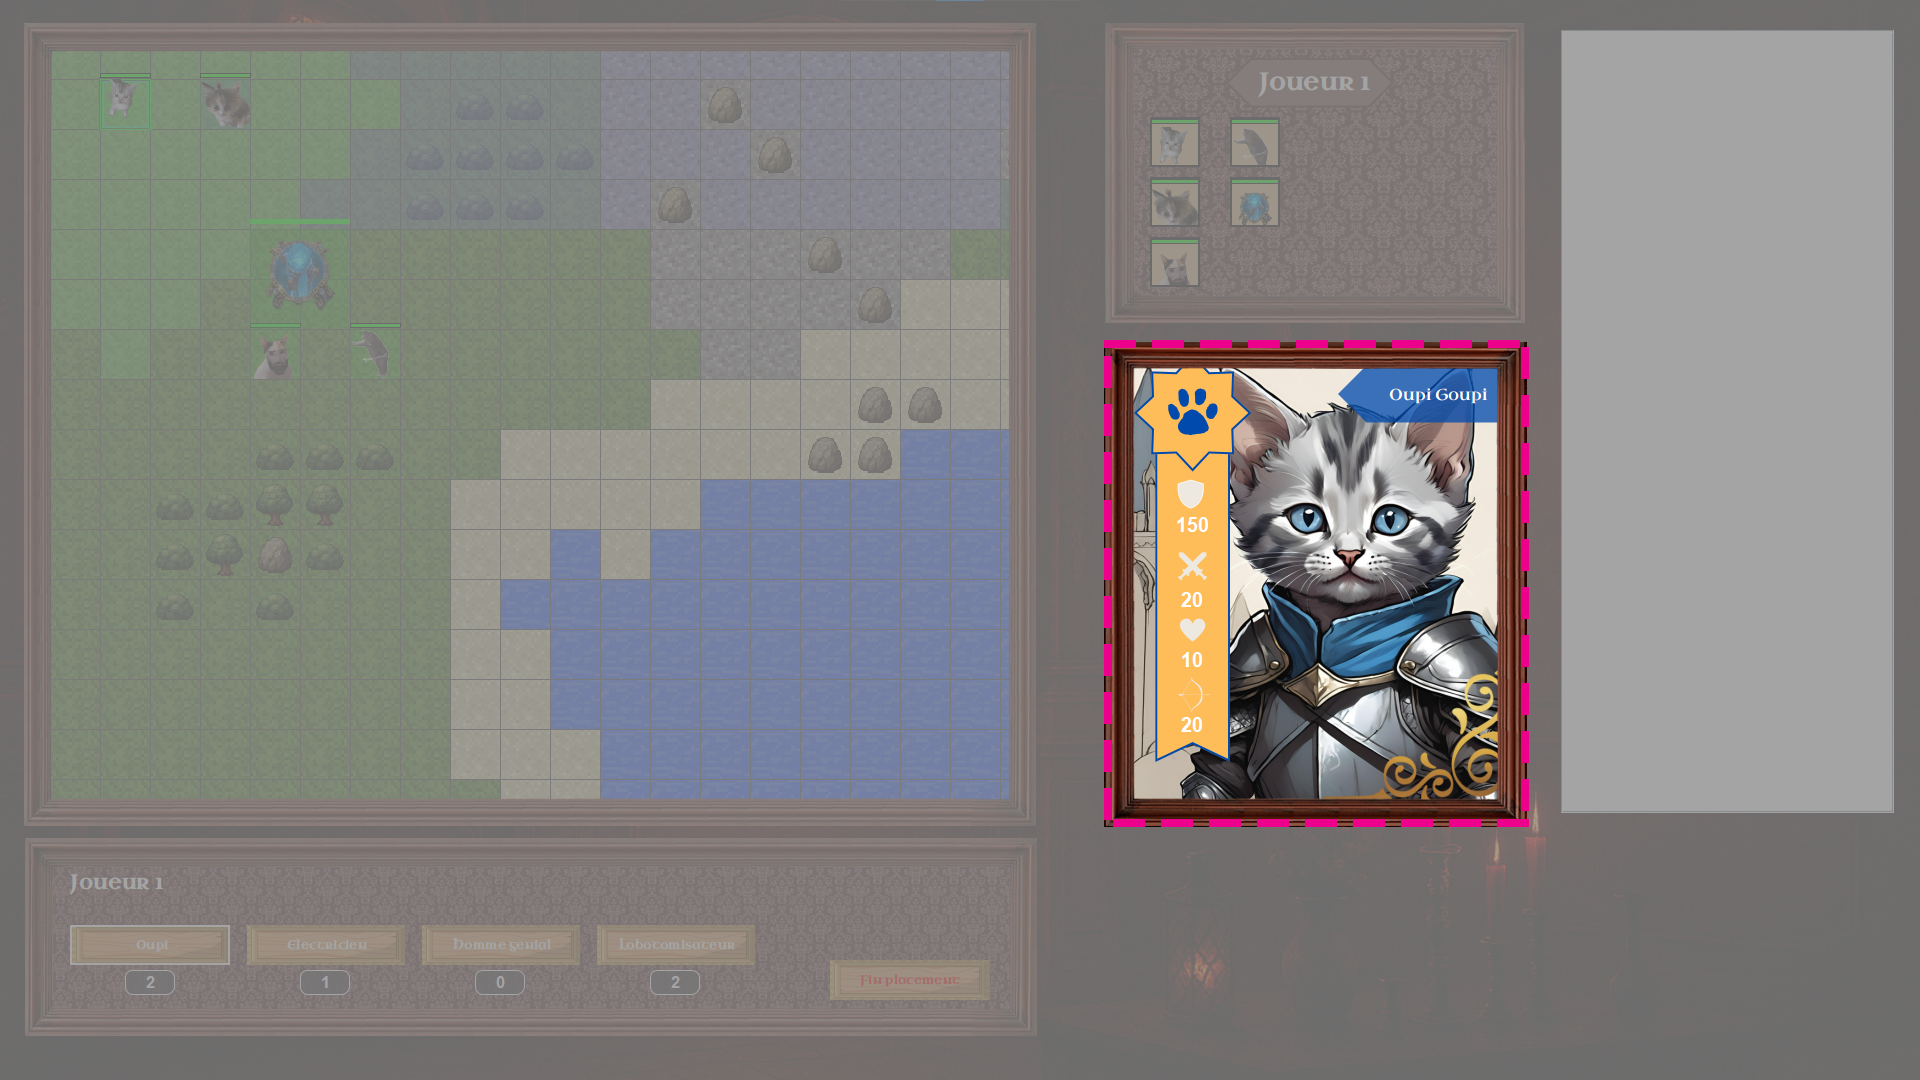 Joueur 1
Oupi Goupi
150
20
10
20
Joueur 1
Oupi
Electricien
Homme genial
Lobotomisateur
2
1
0
2
Fin placement